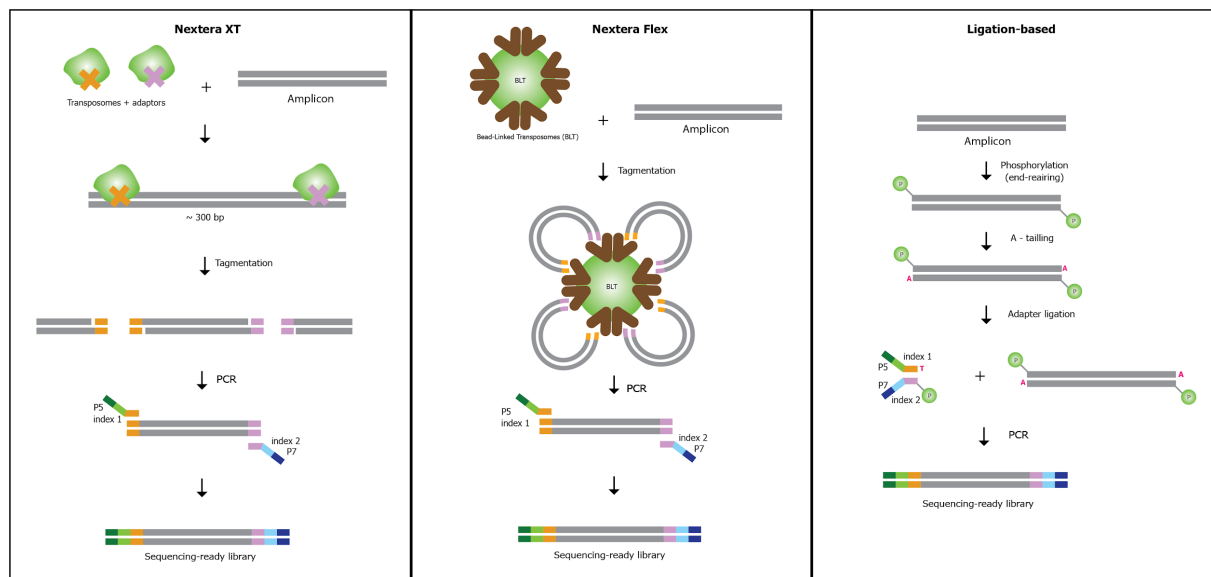 Nextera XT
Transposomes + adaptors
+
Amplicon
~ 300 bp
Tagmentation
PCR
P5
index 1
index 2
P7
Sequencing-ready library
Nextera Flex
BLT
Bead-Linked Transposomes (BLT)
+
Amplicon
Tagmentation
BLT
PCR
P5
index 1
index 2
P7
Sequencing-ready library
Ligation-based
Amplicon
Phosphorylation
(end-reairing)
P
P
A - tailling
P
A
A
P
Adapter ligation
index 1
P5
T
P7
P
index 2
+
P
A
A
P
PCR
Sequencing-ready library